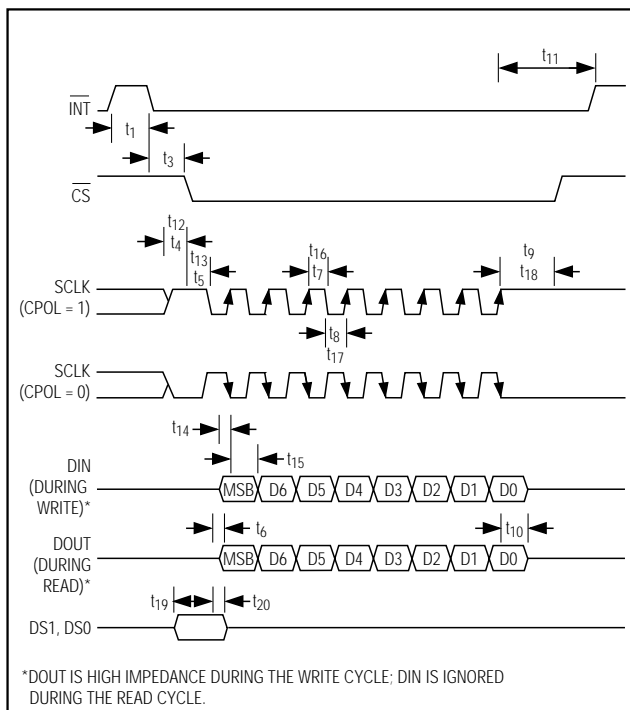 t11
INT
t1
t3
CS
t12
t4
t13
t5
t16
t7
t9
t18
SCLK
(CPOL = 1)
t8
t17
SCLK
(CPOL = 0)
t14
t15
DIN
(DURING
WRITE)*
MSB D6 D5 D4 D3 D2 D1 D0
t6
t10
DOUT
(DURING
READ)*
MSB D6 D5 D4 D3 D2 D1 D0
t19
t20
DS1, DS0
*DOUT IS HIGH IMPEDANCE DURING THE WRITE CYCLE; DIN IS IGNORED
DURING THE READ CYCLE.